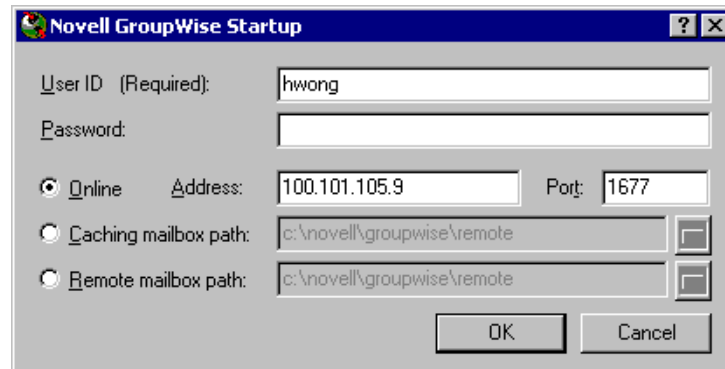 Novell GroupWise Startup
User ID (Required): hwong
Password:
Online Address: 100.101.105.9 Port: 1677
Caching mailbox path: c:\novell\groupwise\remote
Remote mailbox path: c:\novell\groupwise\remote
OK Cancel